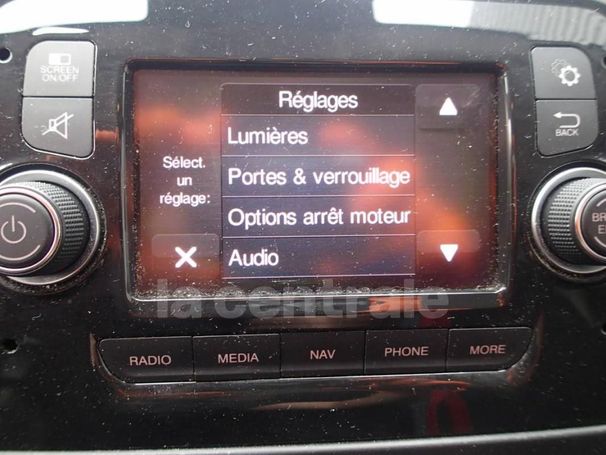 SCREEN
ON/OFF
Réglages
Lumières
Sélect.
un
réglage:
Portes & verrouillage
Options arrêt moteur
Audio
BACK
la centrale
RADIO
MEDIA
NAV
PHONE
MORE